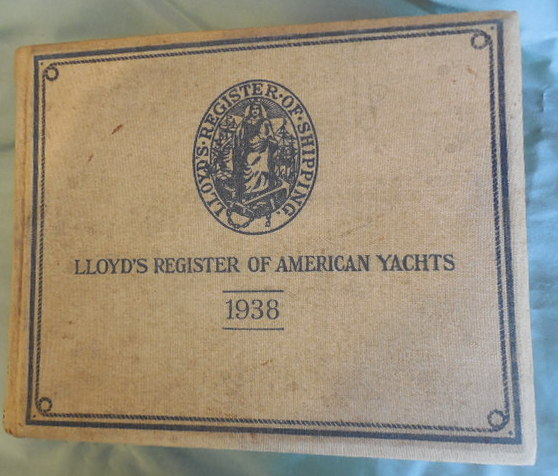 LLOYD'S·REGISTER·OF·SHIPPING.
LLOYD'S REGISTER OF AMERICAN YACHTS
1938